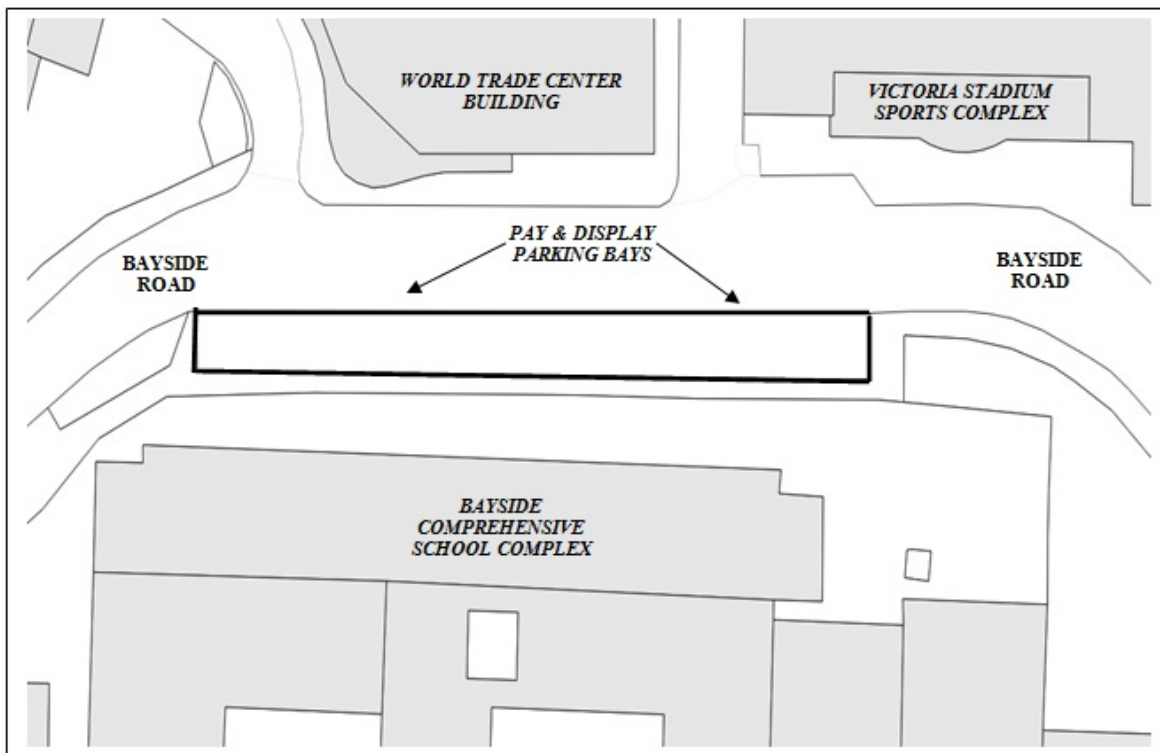 WORLD TRADE CENTER
BUILDING
VICTORIA STADIUM
SPORTS COMPLEX
PAY & DISPLAY
PARKING BAYS
BAYSIDE
ROAD
BAYSIDE
ROAD
BAYSIDE
COMPREHENSIVE
SCHOOL COMPLEX